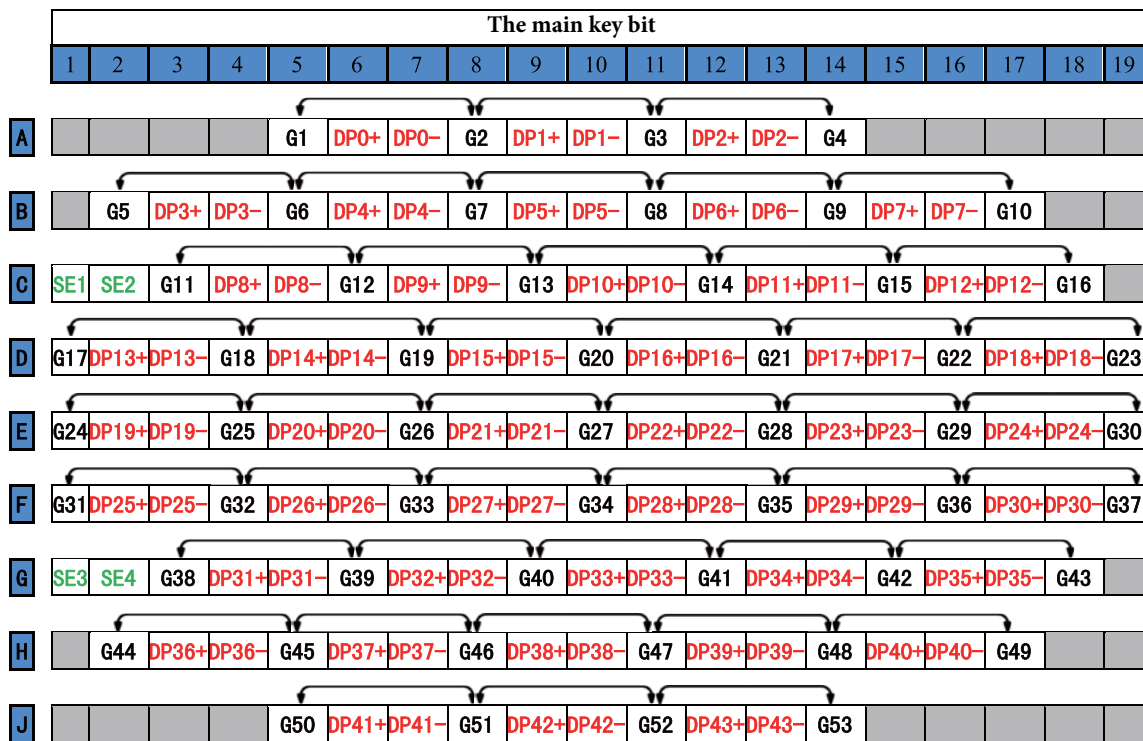 The main key bit
1 2 3 4 5 6 7 8 9 10 11 12 13 14 15 16 17 18 19
A G1 DP0+ DP0− G2 DP1+ DP1− G3 DP2+ DP2− G4
B G5 DP3+ DP3− G6 DP4+ DP4− G7 DP5+ DP5− G8 DP6+ DP6− G9 DP7+ DP7− G10
C SE1 SE2 G11 DP8+ DP8− G12 DP9+ DP9− G13 DP10+ DP10− G14 DP11+ DP11− G15 DP12+ DP12− G16
D G17 DP13+ DP13− G18 DP14+ DP14− G19 DP15+ DP15− G20 DP16+ DP16− G21 DP17+ DP17− G22 DP18+ DP18− G23
E G24 DP19+ DP19− G25 DP20+ DP20− G26 DP21+ DP21− G27 DP22+ DP22− G28 DP23+ DP23− G29 DP24+ DP24− G30
F G31 DP25+ DP25− G32 DP26+ DP26− G33 DP27+ DP27− G34 DP28+ DP28− G35 DP29+ DP29− G36 DP30+ DP30− G37
G SE3 SE4 G38 DP31+ DP31− G39 DP32+ DP32− G40 DP33+ DP33− G41 DP34+ DP34− G42 DP35+ DP35− G43
H G44 DP36+ DP36− G45 DP37+ DP37− G46 DP38+ DP38− G47 DP39+ DP39− G48 DP40+ DP40− G49
J G50 DP41+ DP41− G51 DP42+ DP42− G52 DP43+ DP43− G53